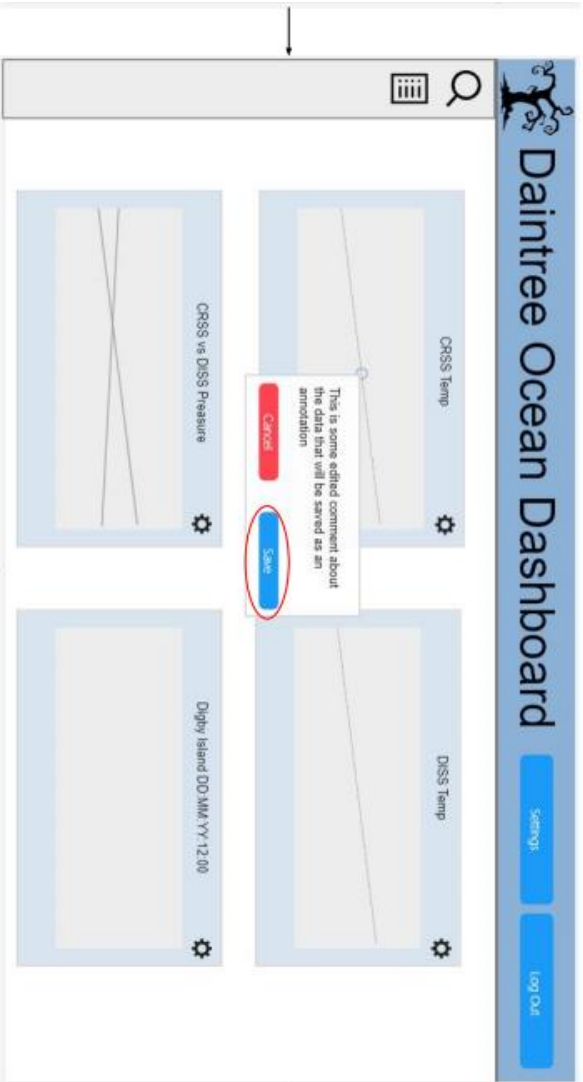 Daintree Ocean Dashboard
Settings
Log Out
CRSS Temp
DISS Temp
This is some edited comment about
the data that will be saved as an
annotation
Cancel
Save
CRSS vs DISS Preasure
Digby Island DD:MM:YY:12:00